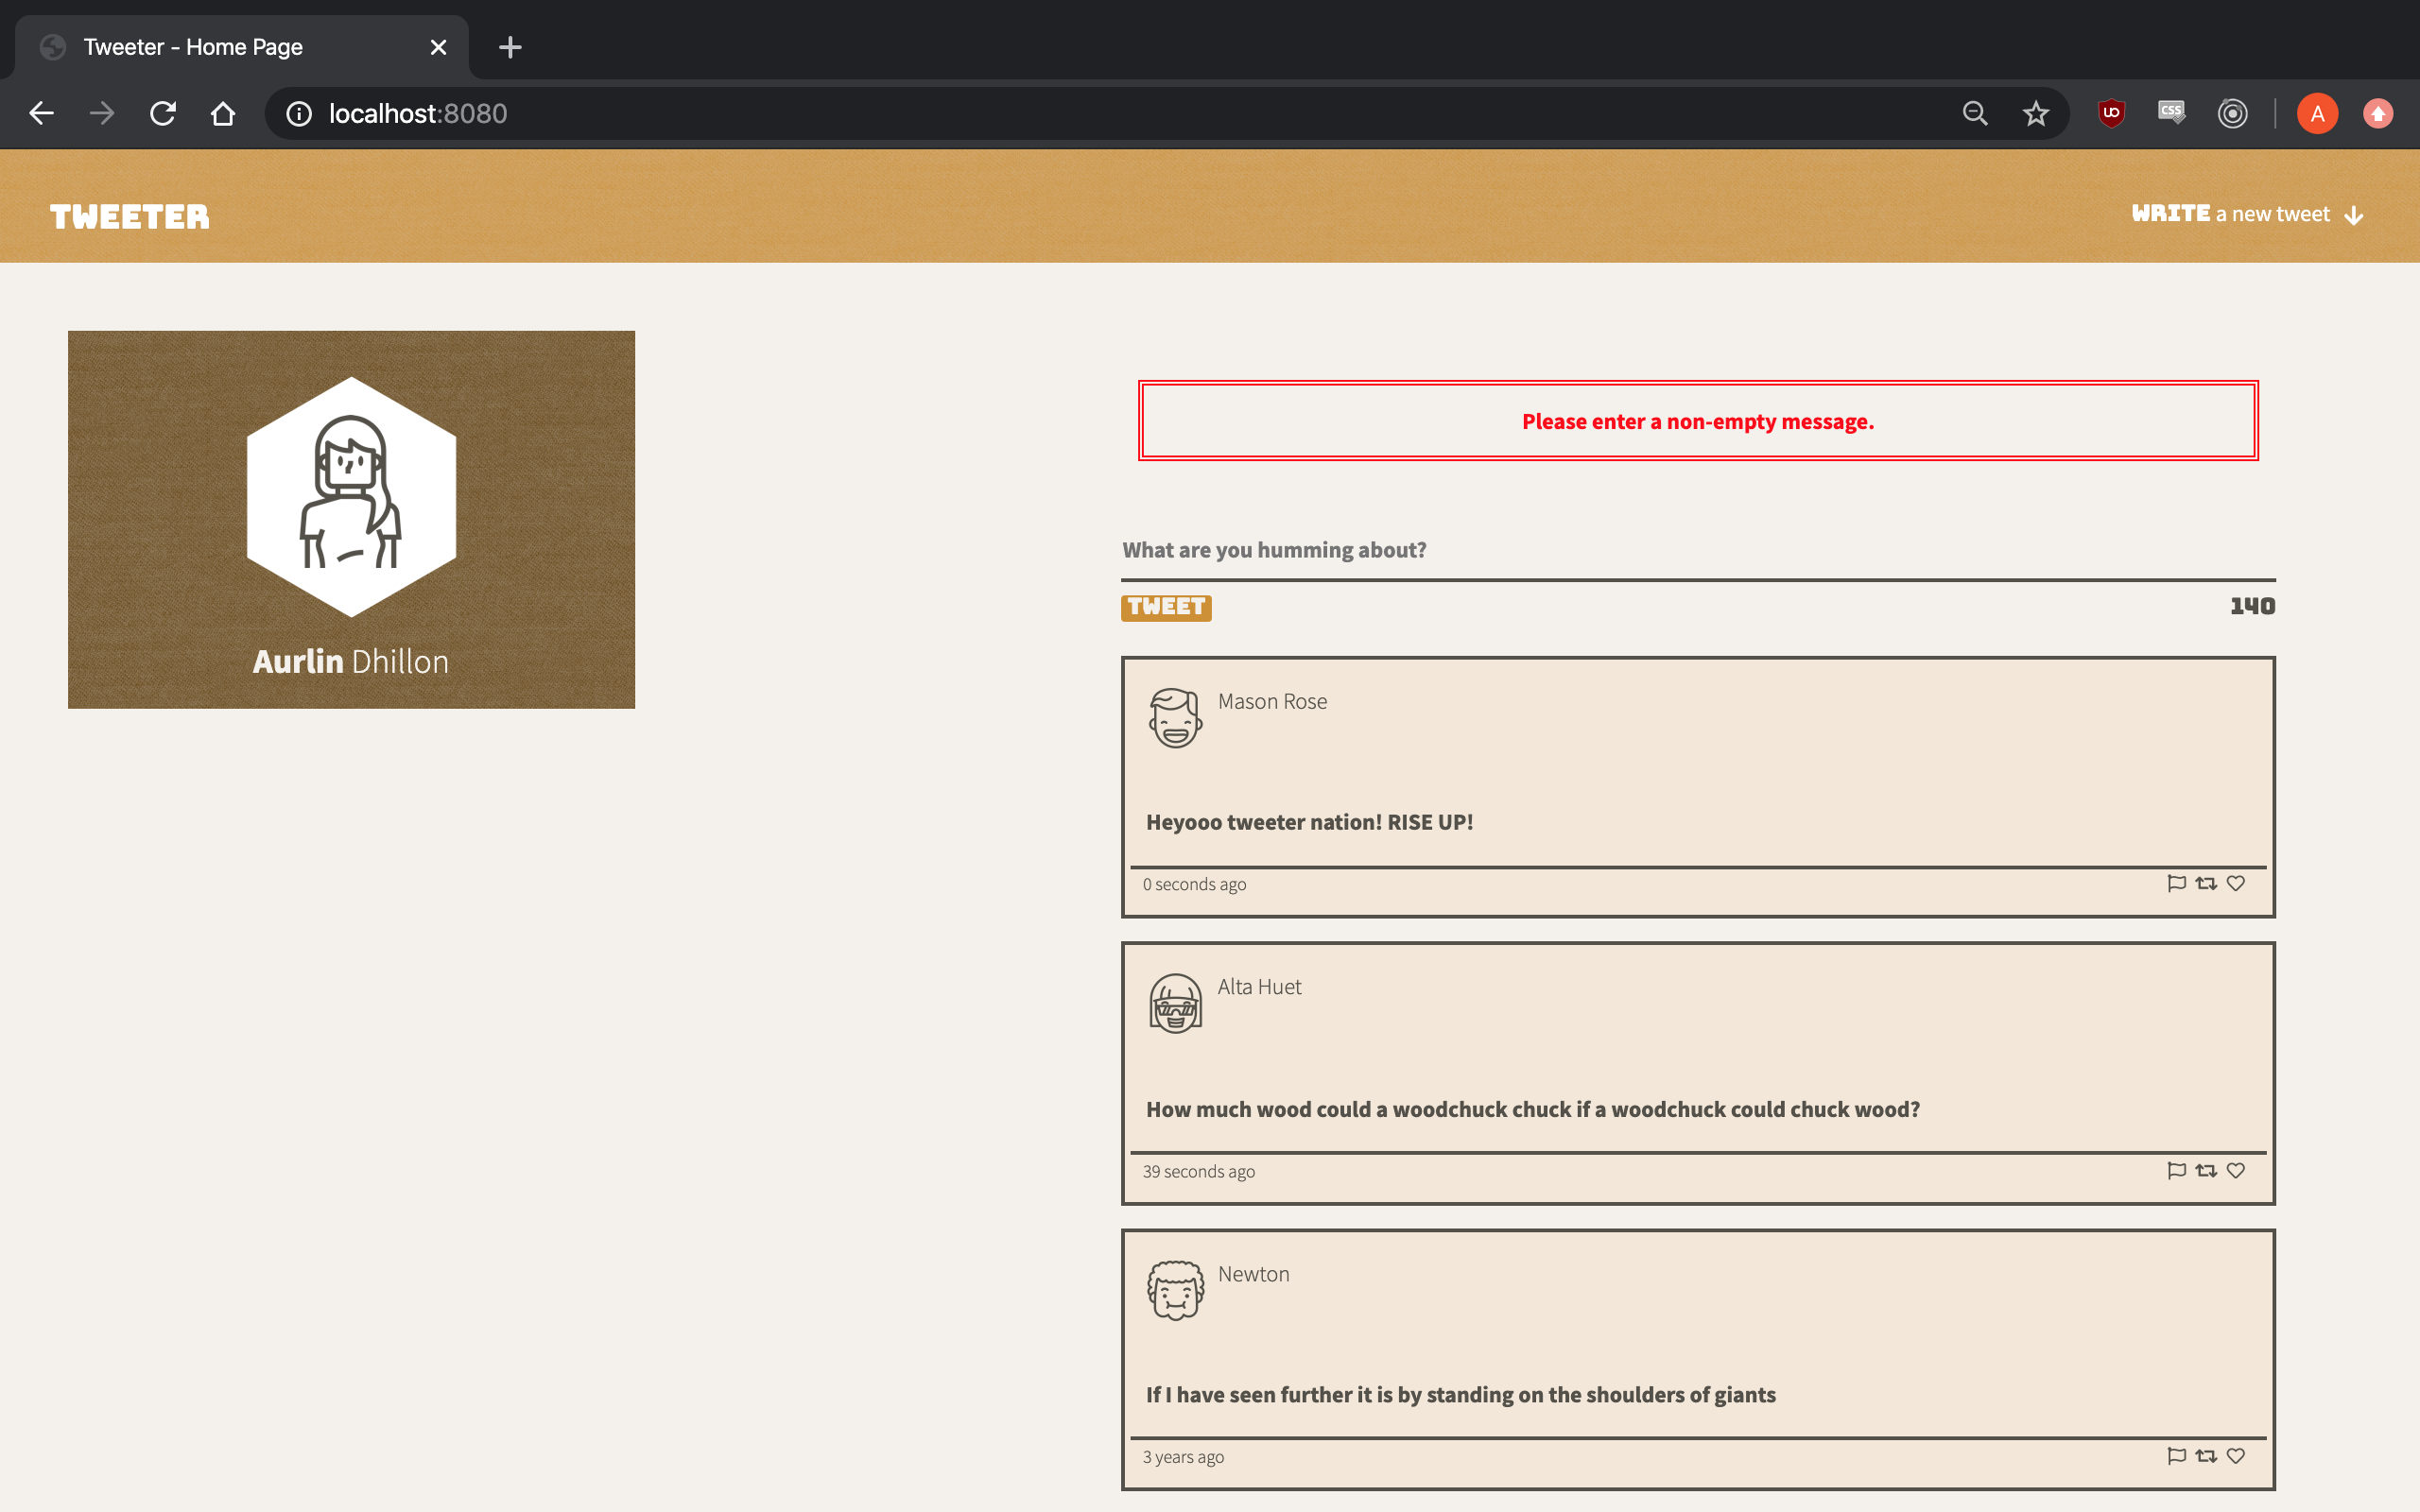 Tweeter - Home Page
localhost:8080
UO
CSS
A
TWEETER
WRITE a new tweet
Aurlin Dhillon
Please enter a non-empty message.
What are you humming about?
TWEET
140
Mason Rose
Heyooo tweeter nation! RISE UP!
0 seconds ago
Alta Huet
How much wood could a woodchuck chuck if a woodchuck could chuck wood?
39 seconds ago
Newton
If I have seen further it is by standing on the shoulders of giants
3 years ago